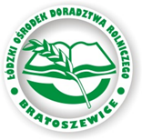 ŁÓDZKI OŚRODEK DORADZTWA ROLNICZEGO
BRATOSZEWICE